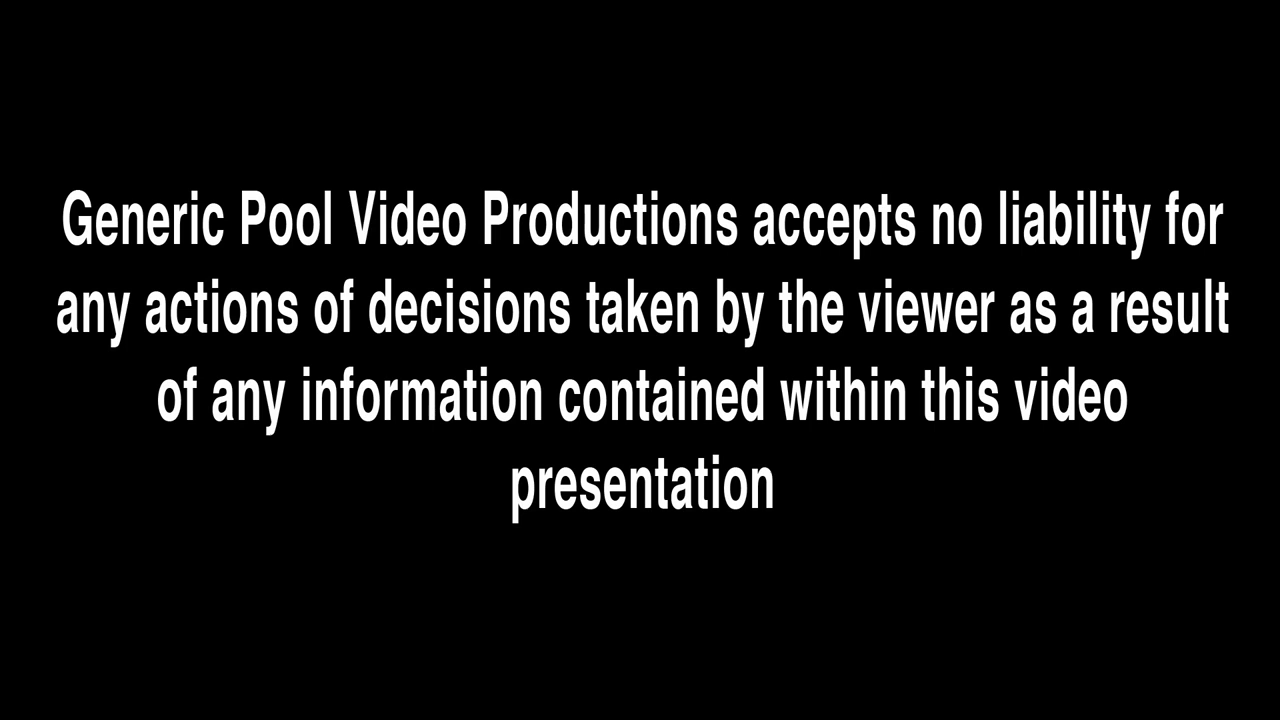 Generic Pool Video Productions accepts no liability for
any actions of decisions taken by the viewer as a result
of any information contained within this video
presentation